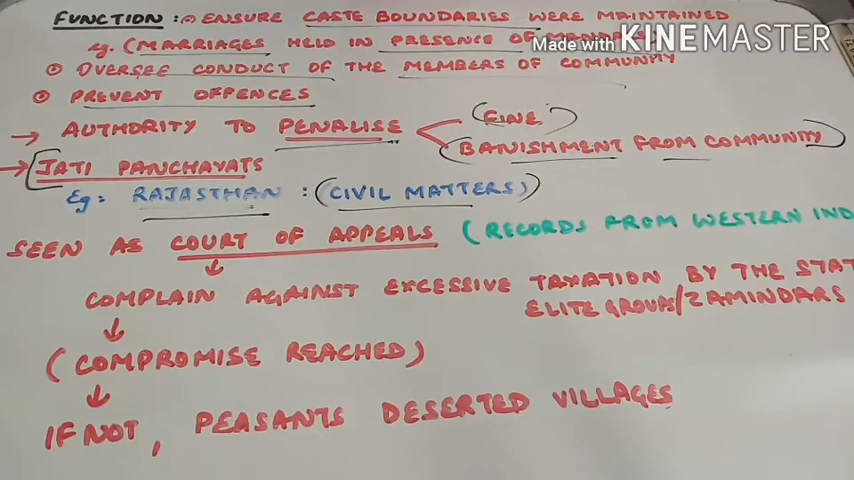 FUNCTION :- ENSURE CASTE BOUNDARIES WERE MAINTAINED
eg. (MARRIAGES HELD IN PRESENCE OF
Made with KINEMASTER
OVERSEE CONDUCT OF THE MEMBERS OF COMMUNITY
PREVENT OFFENCES
→ AUTHORITY TO PENALISE
(FINE)
(BANISHMENT FROM COMMUNITY)
→ [JATI PANCHAYATS
Eg: RAJASTHAN : (CIVIL MATTERS)
SEEN AS COURT OF APPEALS (RECORDS FROM WESTERN IND
↓
COMPLAIN AGAINST EXCESSIVE TAXATION BY THE STAT
ELITE GROUPS/ZAMINDARS
↓
(COMPROMISE REACHED)
↓
IF NOT, PEASANTS DESERTED VILLAGES